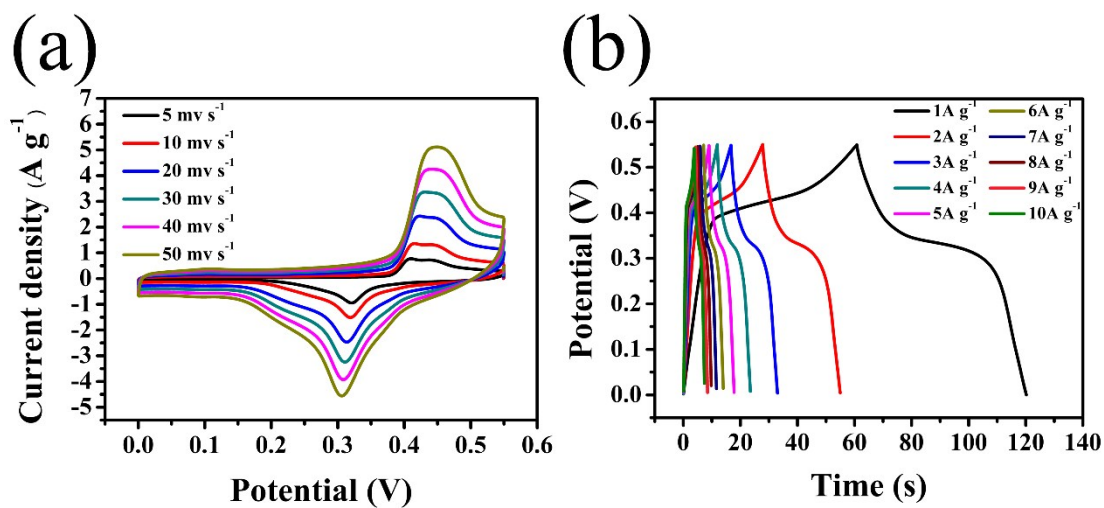 (a)
7
6
5
4
3
2
1
0
-1
-2
-3
-4
-5
Current density (A g⁻¹)
5 mv s⁻¹
10 mv s⁻¹
20 mv s⁻¹
30 mv s⁻¹
40 mv s⁻¹
50 mv s⁻¹
0.0 0.1 0.2 0.3 0.4 0.5 0.6
Potential (V)
(b)
0.6
0.5
0.4
0.3
0.2
0.1
0.0
Potential (V)
1A g⁻¹
2A g⁻¹
3A g⁻¹
4A g⁻¹
5A g⁻¹
6A g⁻¹
7A g⁻¹
8A g⁻¹
9A g⁻¹
10A g⁻¹
0 20 40 60 80 100 120 140
Time (s)